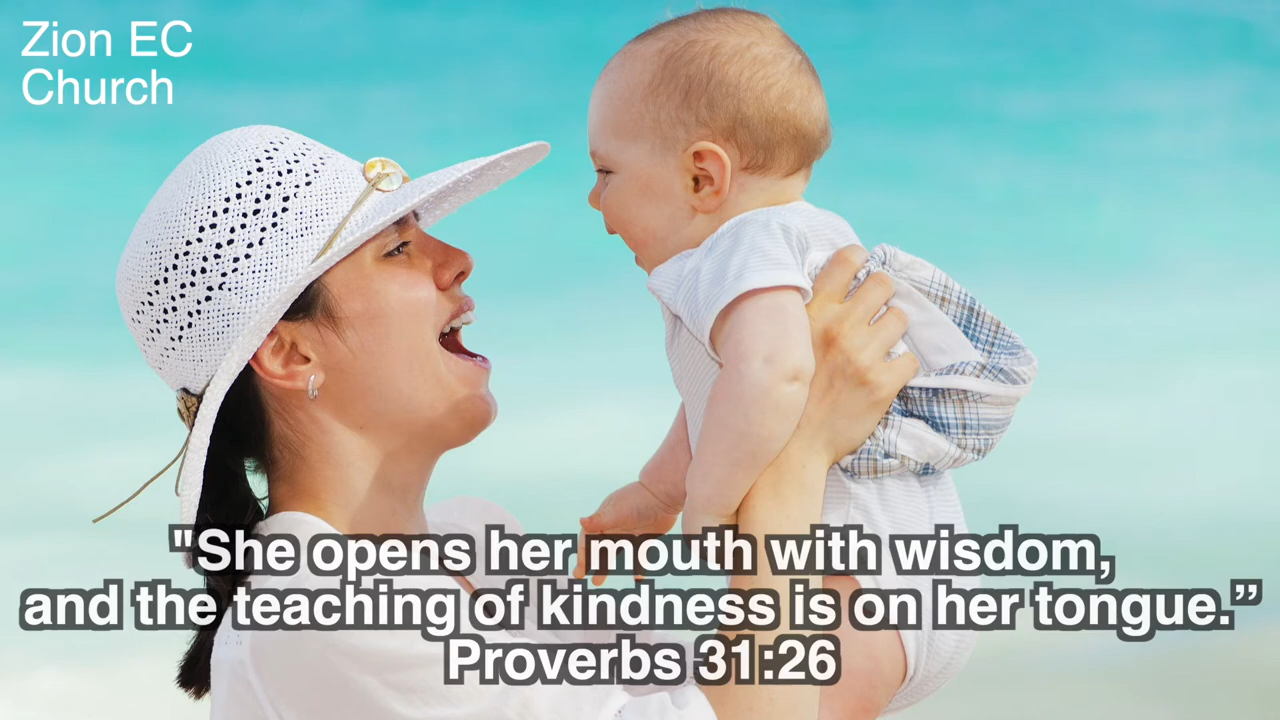 Zion EC
Church
"She opens her mouth with wisdom,
and the teaching of kindness is on her tongue.”
Proverbs 31:26